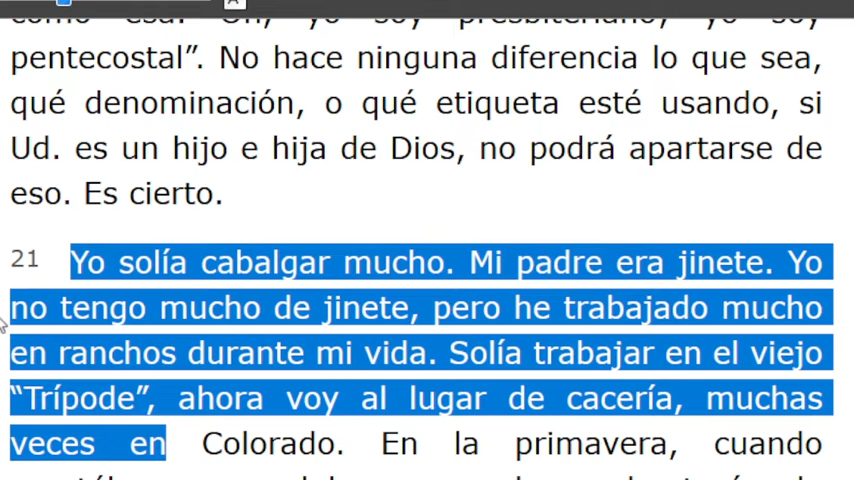 pentecostal”. No hace ninguna diferencia lo que sea,
qué denominación, o qué etiqueta esté usando, si
Ud. es un hijo e hija de Dios, no podrá apartarse de
eso. Es cierto.
21 Yo solía cabalgar mucho. Mi padre era jinete. Yo
no tengo mucho de jinete, pero he trabajado mucho
en ranchos durante mi vida. Solía trabajar en el viejo
“Trípode”, ahora voy al lugar de cacería, muchas
veces en Colorado. En la primavera, cuando